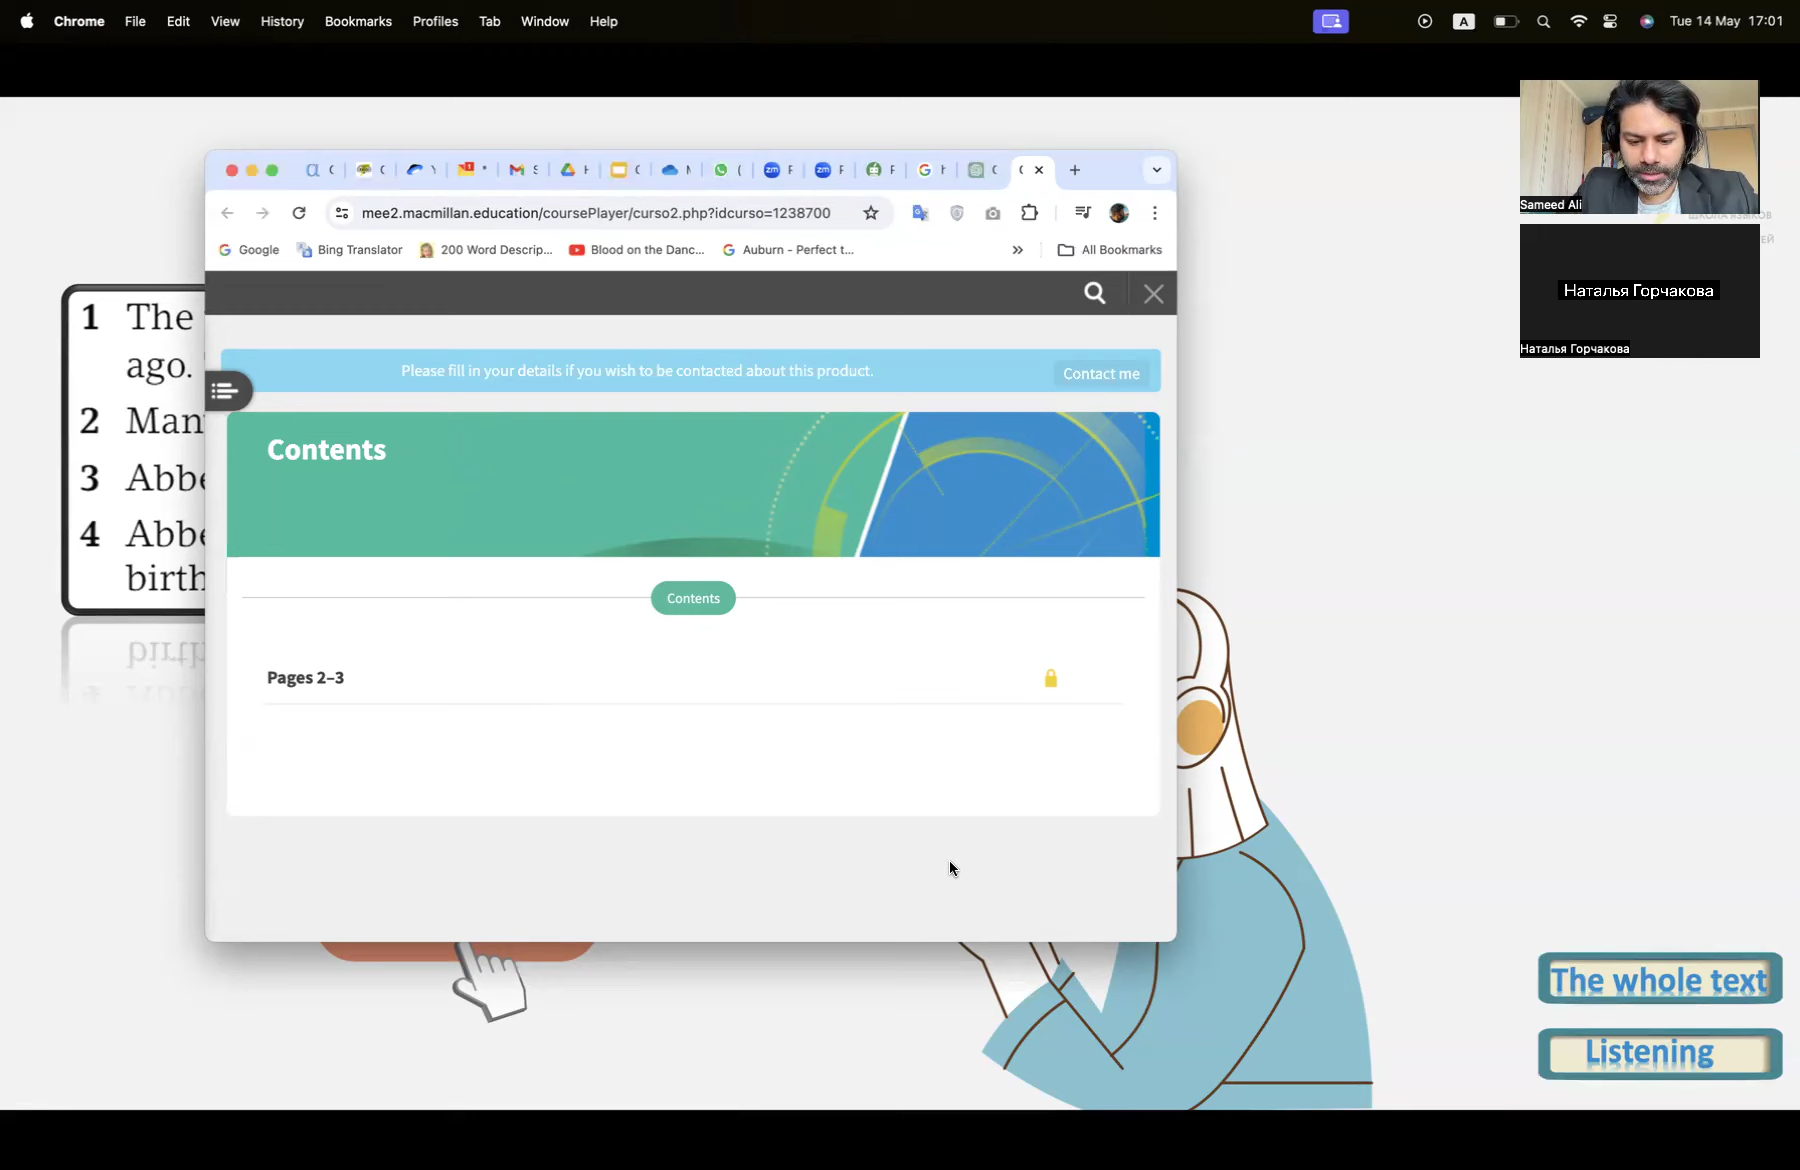 Chrome File Edit View History Bookmarks Profiles Tab Window Help
A
Tue 14 May 17:01
mee2.macmillan.education/coursePlayer/curso2.php?idcurso=1238700
Google
Bing Translator
200 Word Descrip...
Blood on the Danc...
Auburn - Perfect t...
All Bookmarks
Please fill in your details if you wish to be contacted about this product.
Contact me
Contents
Contents
Pages 2–3
1 The
ago.
2 Man
3 Abbe
4 Abbe
birth
Sameed Ali
ШКОЛА ЯЗЫКОВ
Наталья Горчакова
Наталья Горчакова
The whole text
Listening